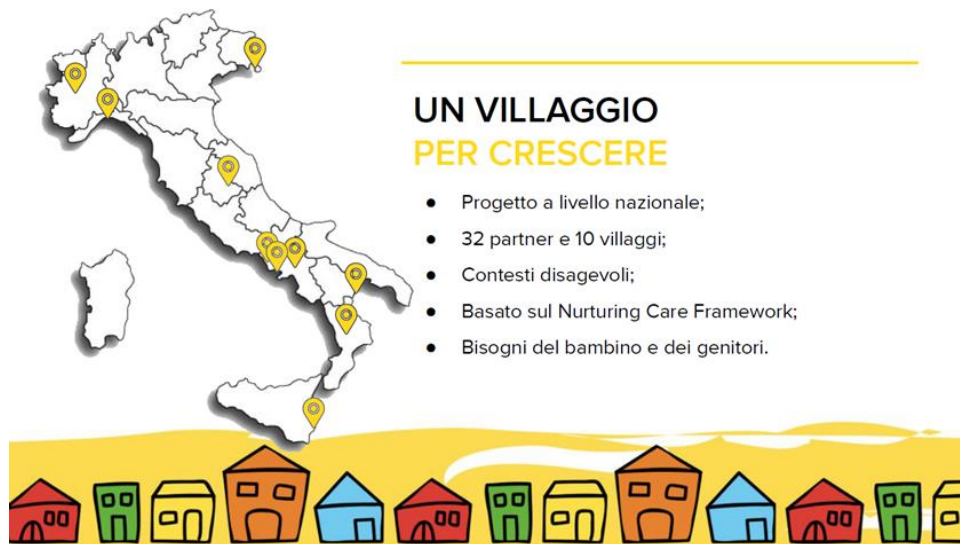 UN VILLAGGIO
PER CRESCERE
● Progetto a livello nazionale;
● 32 partner e 10 villaggi;
● Contesti disagevoli;
● Basato sul Nurturing Care Framework;
● Bisogni del bambino e dei genitori.